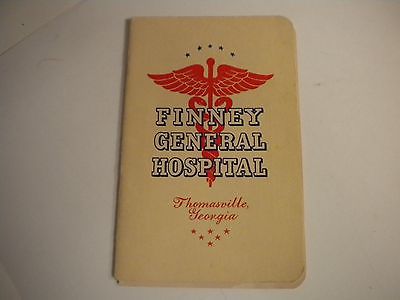 FINNEY
GENERAL
HOSPITAL
Thomasville,
Georgia